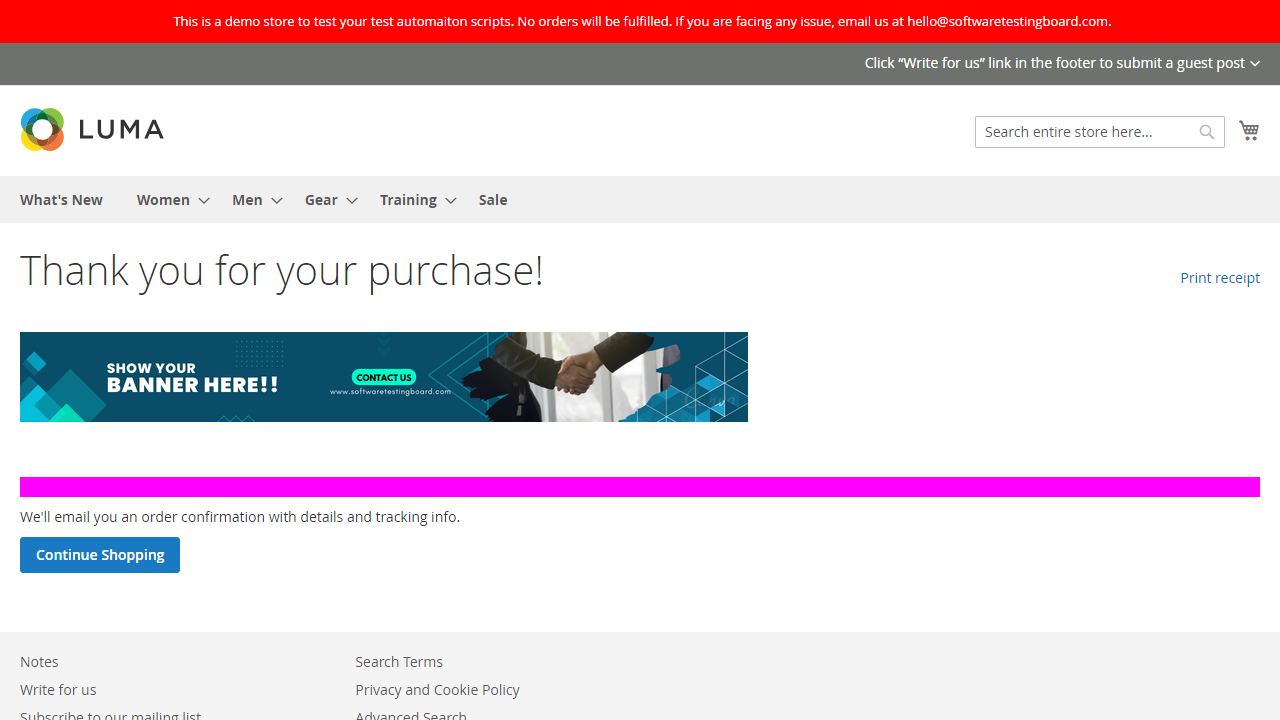 This is a demo store to test your test automaiton scripts. No orders will be fulfilled. If you are facing any issue, email us at hello@softwaretestingboard.com.
Click “Write for us” link in the footer to submit a guest post
LUMA
Search entire store here...
What's New Women Men Gear Training Sale
Thank you for your purchase!
Print receipt
SHOW YOUR
BANNER HERE!!
CONTACT US
www.softwaretestingboard.com
We'll email you an order confirmation with details and tracking info.
Continue Shopping
Notes
Write for us
Subscribe to our mailing list
Search Terms
Privacy and Cookie Policy
Advanced Search